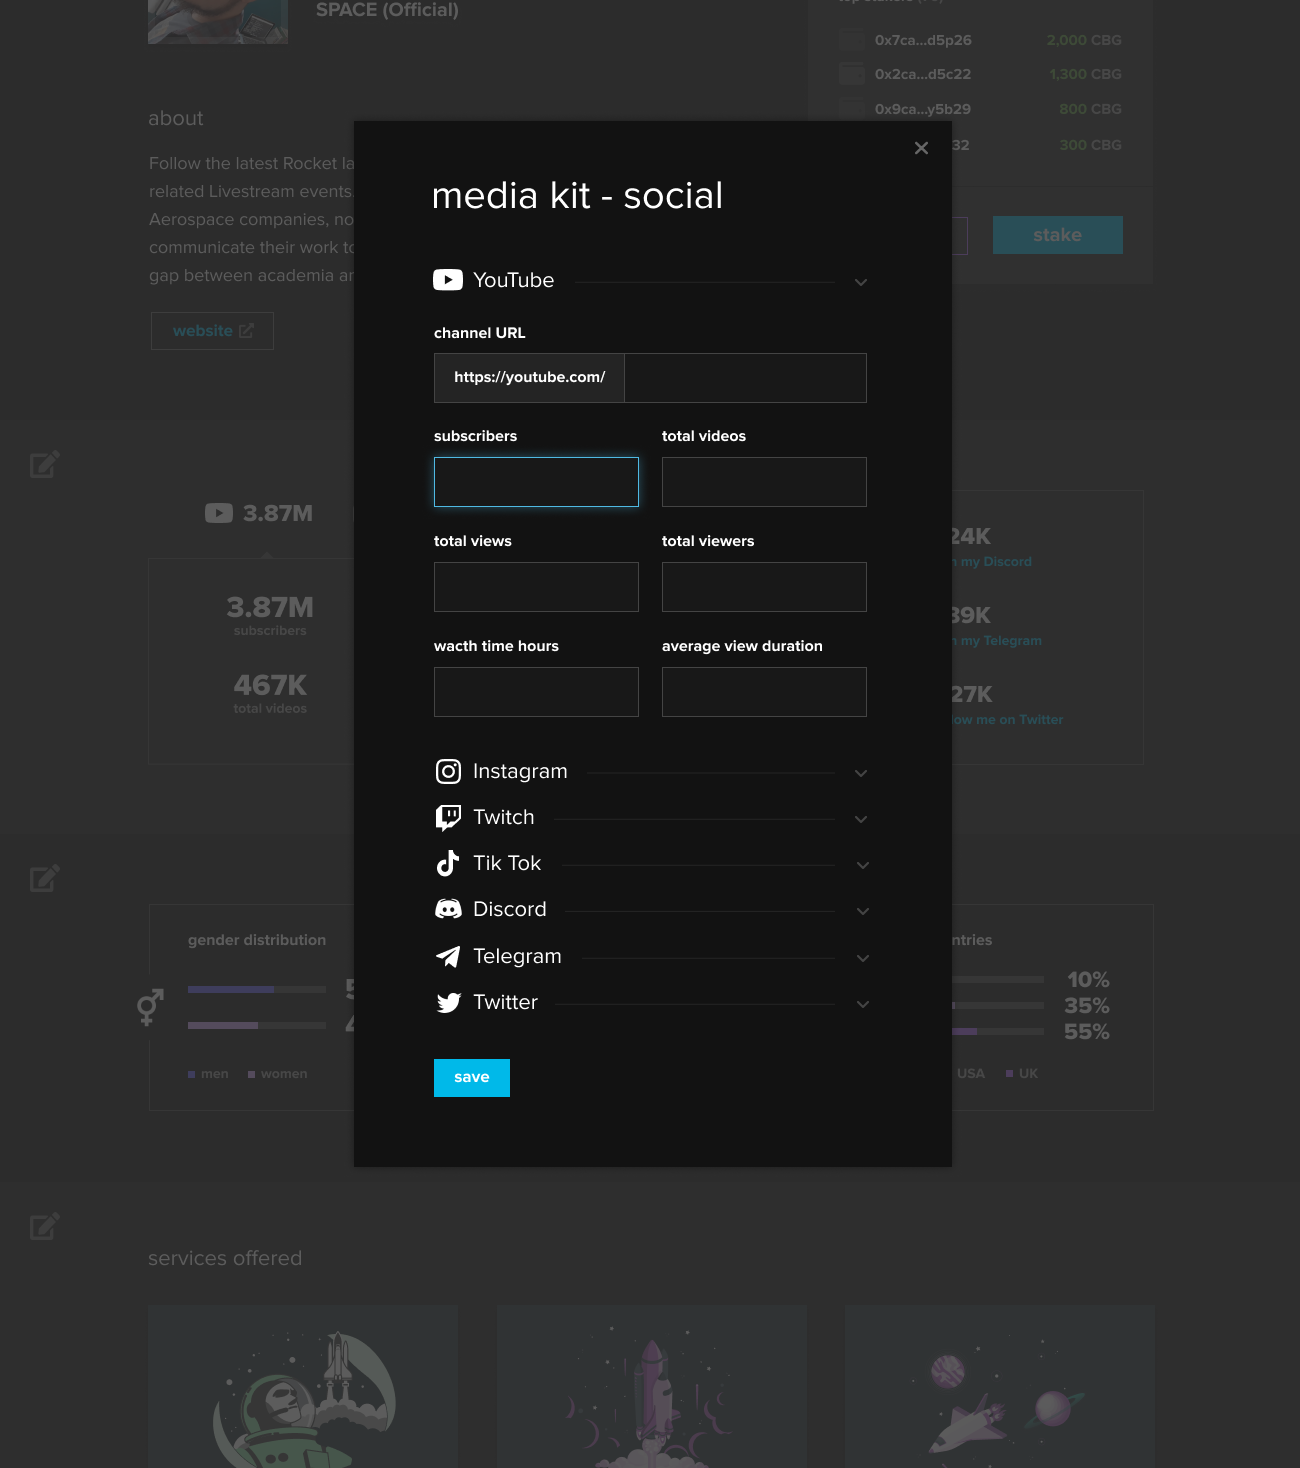 SPACE (Official)
0x7ca...d5p26 2,000 CBG
0x2ca...d5c22 1,300 CBG
0x9ca...y5b29 800 CBG
32 300 CBG
stake
about
Follow the latest Rocket la
related Livestream events.
Aerospace companies, no
communicate their work to
gap between academia ar
website
media kit - social
YouTube
channel URL
https://youtube.com/
subscribers total videos
total views total viewers
wacth time hours average view duration
Instagram
Twitch
Tik Tok
Discord
Telegram
Twitter
save
3.87M
3.87M
subscribers
467K
total videos
24K
n my Discord
39K
n my Telegram
27K
low me on Twitter
gender distribution
men women
ntries
10%
35%
55%
USA UK
services offered